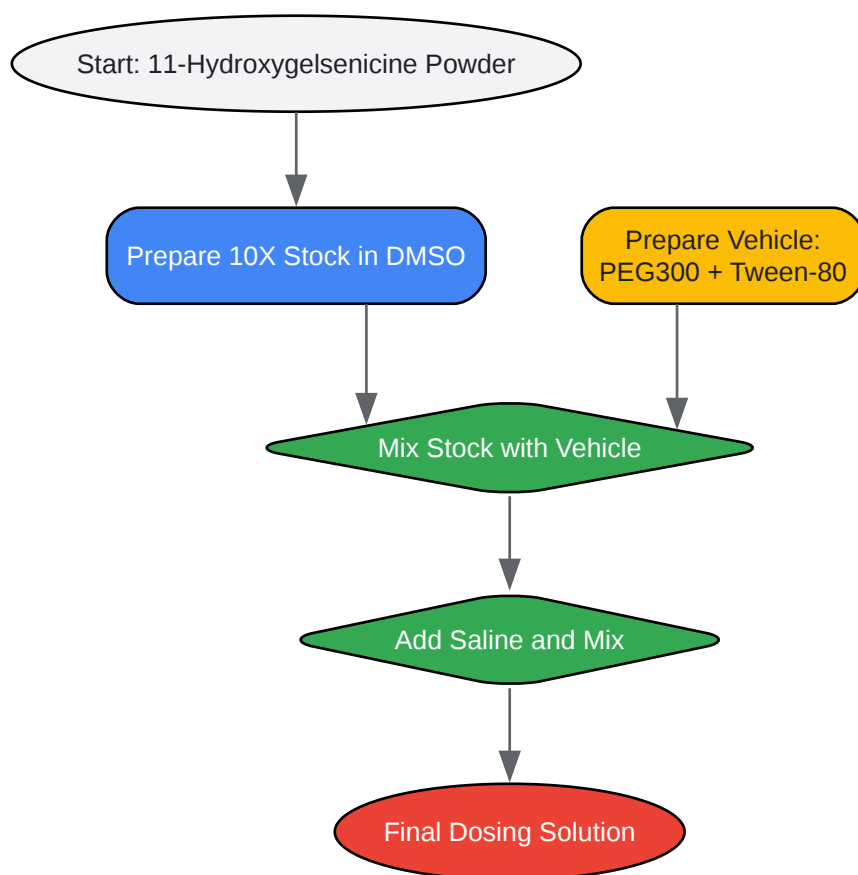 Start: 11-Hydroxygelsenicine Powder
Prepare 10X Stock in DMSO
Prepare Vehicle:
PEG300 + Tween-80
Mix Stock with Vehicle
Add Saline and Mix
Final Dosing Solution